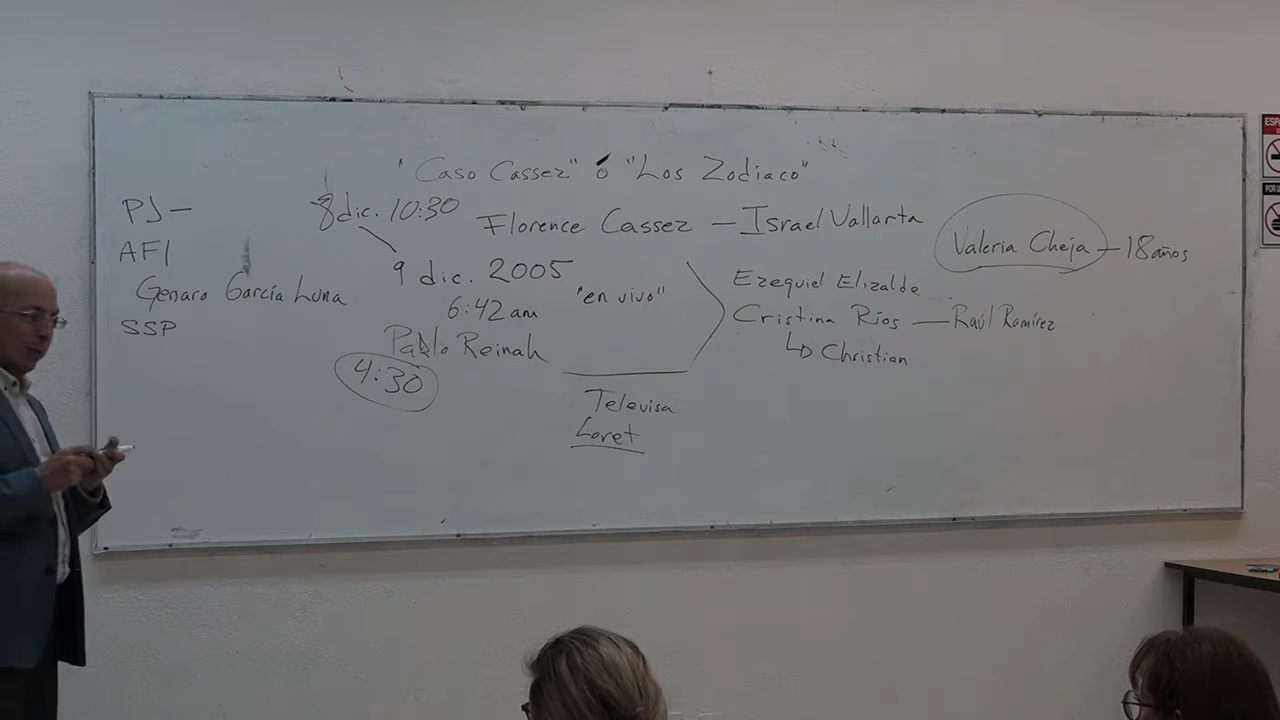 "Caso Cassez" ó "Los Zodiaco"
PJ —
AFI
Genaro García Luna
SSP
8 dic. 10:30
9 dic. 2005
6:42 am
"en vivo"
Pablo Reinah
4:30
Florence Cassez — Israel Vallarta
Ezequiel Elizalde
Cristina Ríos — Raúl Ramírez
↳ Christian
Valeria Cheja — 18 años
Televisa
Loret